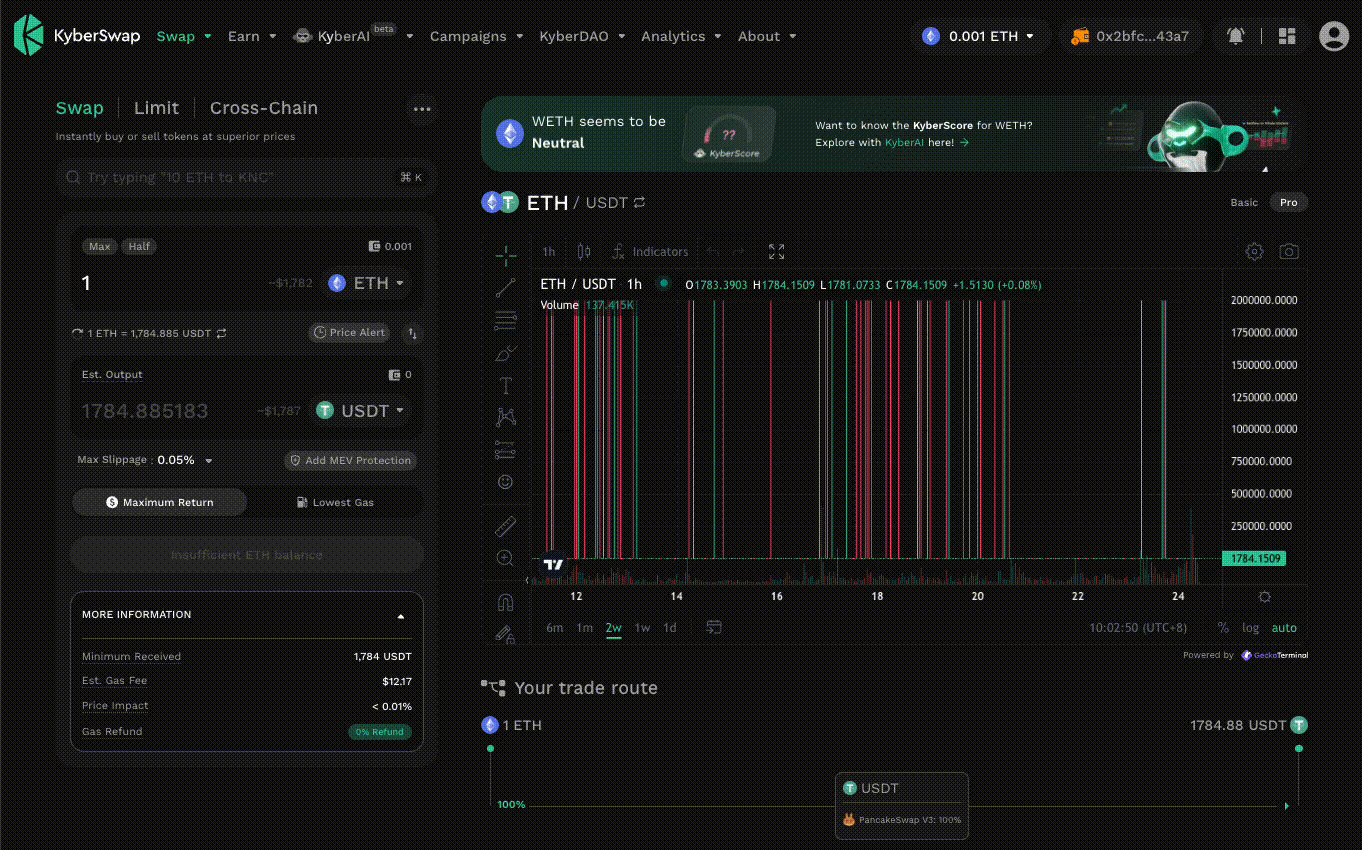 KyberSwap Swap Earn KyberAI beta Campaigns KyberDAO Analytics About 0.001 ETH 0x2bfc...43a7
Swap Limit Cross-Chain
Instantly buy or sell tokens at superior prices
Try typing "10 ETH to KNC" ⌘ K
Max Half 0.001
1 ~$1,782 ETH
1 ETH = 1,784.885 USDT Price Alert
Est. Output 0
1784.885183 ~$1,787 USDT
Max Slippage : 0.05% Add MEV Protection
Maximum Return Lowest Gas
Insufficient ETH balance
MORE INFORMATION
Minimum Received 1,784 USDT
Est. Gas Fee $12.17
Price Impact < 0.01%
Gas Refund 0% Refund
WETH seems to be
Neutral
??
KyberScore
Want to know the KyberScore for WETH?
Explore with KyberAI here! →
ETH / USDT Basic Pro
1h Indicators
ETH / USDT · 1h O1783.3903 H1784.1509 L1781.0733 C1784.1509 +1.5130 (+0.08%)
Volume 137.415K
2000000.0000
1750000.0000
1500000.0000
1250000.0000
1000000.0000
750000.0000
500000.0000
250000.0000
1784.1509
12 14 16 18 20 22 24
6m 1m 2w 1w 1d 10:02:50 (UTC+8) % log auto
Powered by GeckoTerminal
Your trade route
1 ETH 1784.88 USDT
100%
USDT
PancakeSwap V3: 100%